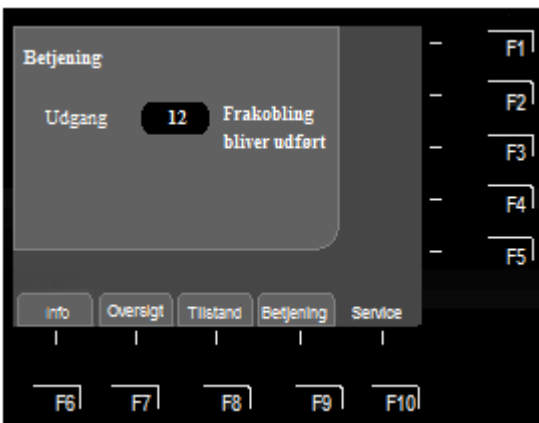 Betjening
Udgang 12 Frakobling
bliver udført
Info Oversigt Tilstand Betjening Service
F1
F2
F3
F4
F5
F6 F7 F8 F9 F10